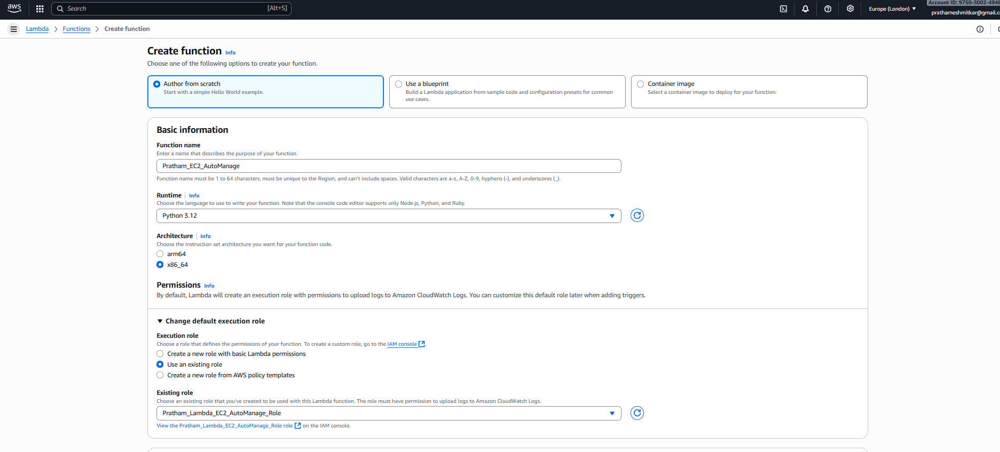 aws
Search [Alt+S]
Europe (London)
Account ID: 9750-5002-4946
prathameshmitkar@gmail.c
Lambda
Functions
Create function
Create function Info
Choose one of the following options to create your function.
Author from scratch
Start with a simple Hello World example.
Use a blueprint
Build a Lambda application from sample code and configuration presets for common
use cases.
Container image
Select a container image to deploy for your function.
Basic information
Function name
Enter a name that describes the purpose of your function.
Pratham_EC2_AutoManage
Function name must be 1 to 64 characters, must be unique to the Region, and can't include spaces. Valid characters are a-z, A-Z, 0-9, hyphens (-), and underscores (_).
Runtime Info
Choose the language to use to write your function. Note that the console code editor supports only Node.js, Python, and Ruby.
Python 3.12
Architecture Info
Choose the instruction set architecture you want for your function code.
arm64
x86_64
Permissions Info
By default, Lambda will create an execution role with permissions to upload logs to Amazon CloudWatch Logs. You can customize this default role later when adding triggers.
Change default execution role
Execution role
Choose a role that defines the permissions of your function. To create a custom role, go to the IAM console.
Create a new role with basic Lambda permissions
Use an existing role
Create a new role from AWS policy templates
Existing role
Choose an existing role that you've created to be used with this Lambda function. The role must have permission to upload logs to Amazon CloudWatch Logs.
Pratham_Lambda_EC2_AutoManage_Role
View the Pratham_Lambda_EC2_AutoManage_Role role on the IAM console.